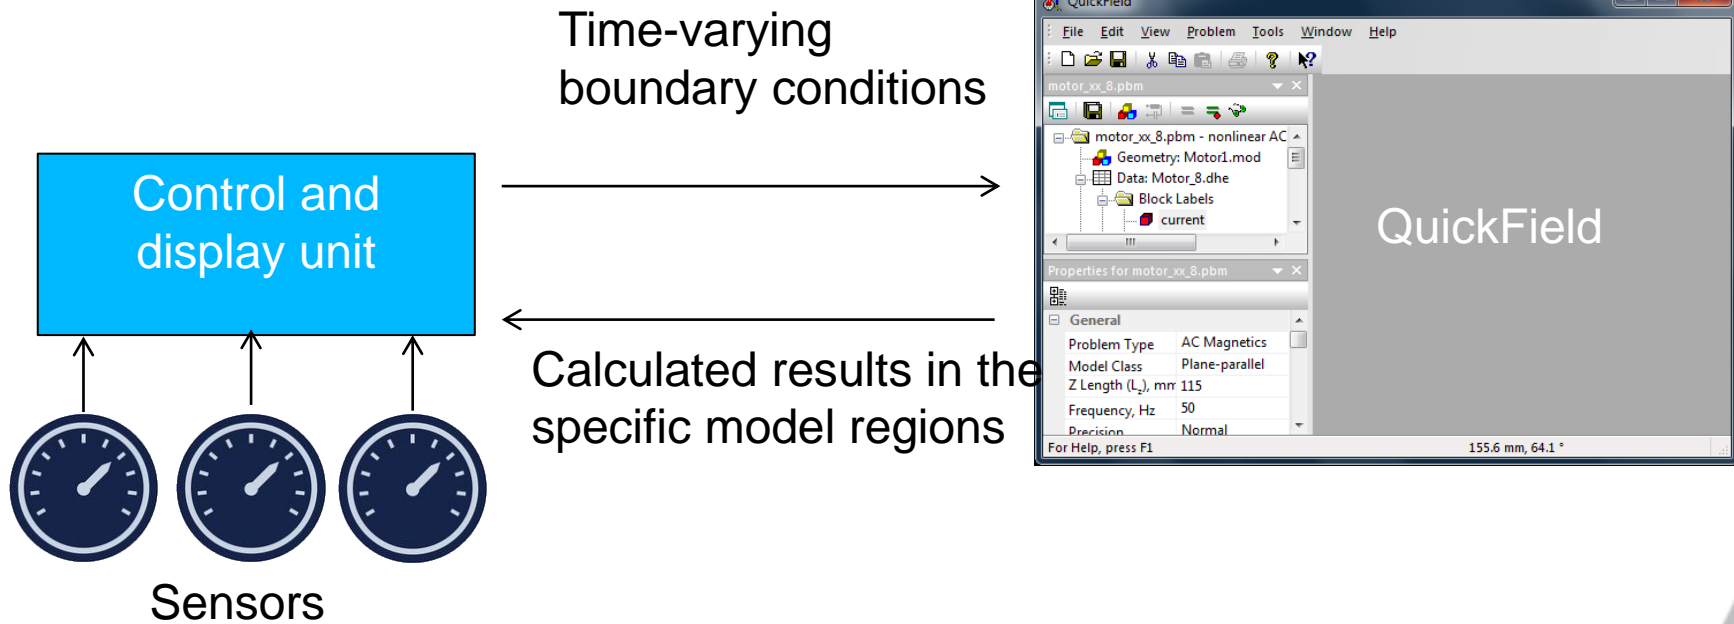 Time-varying
boundary conditions
Control and
display unit
Calculated results in the
specific model regions
Sensors
QuickField
File Edit View Problem Tools Window Help
motor_xx_8.pbm
motor_xx_8.pbm - nonlinear AC
Geometry: Motor1.mod
Data: Motor_8.dhe
Block Labels
current
QuickField
Properties for motor_xx_8.pbm
General
Problem Type AC Magnetics
Model Class Plane-parallel
Z Length (Lz), mm 115
Frequency, Hz 50
Precision Normal
For Help, press F1 155.6 mm, 64.1 °